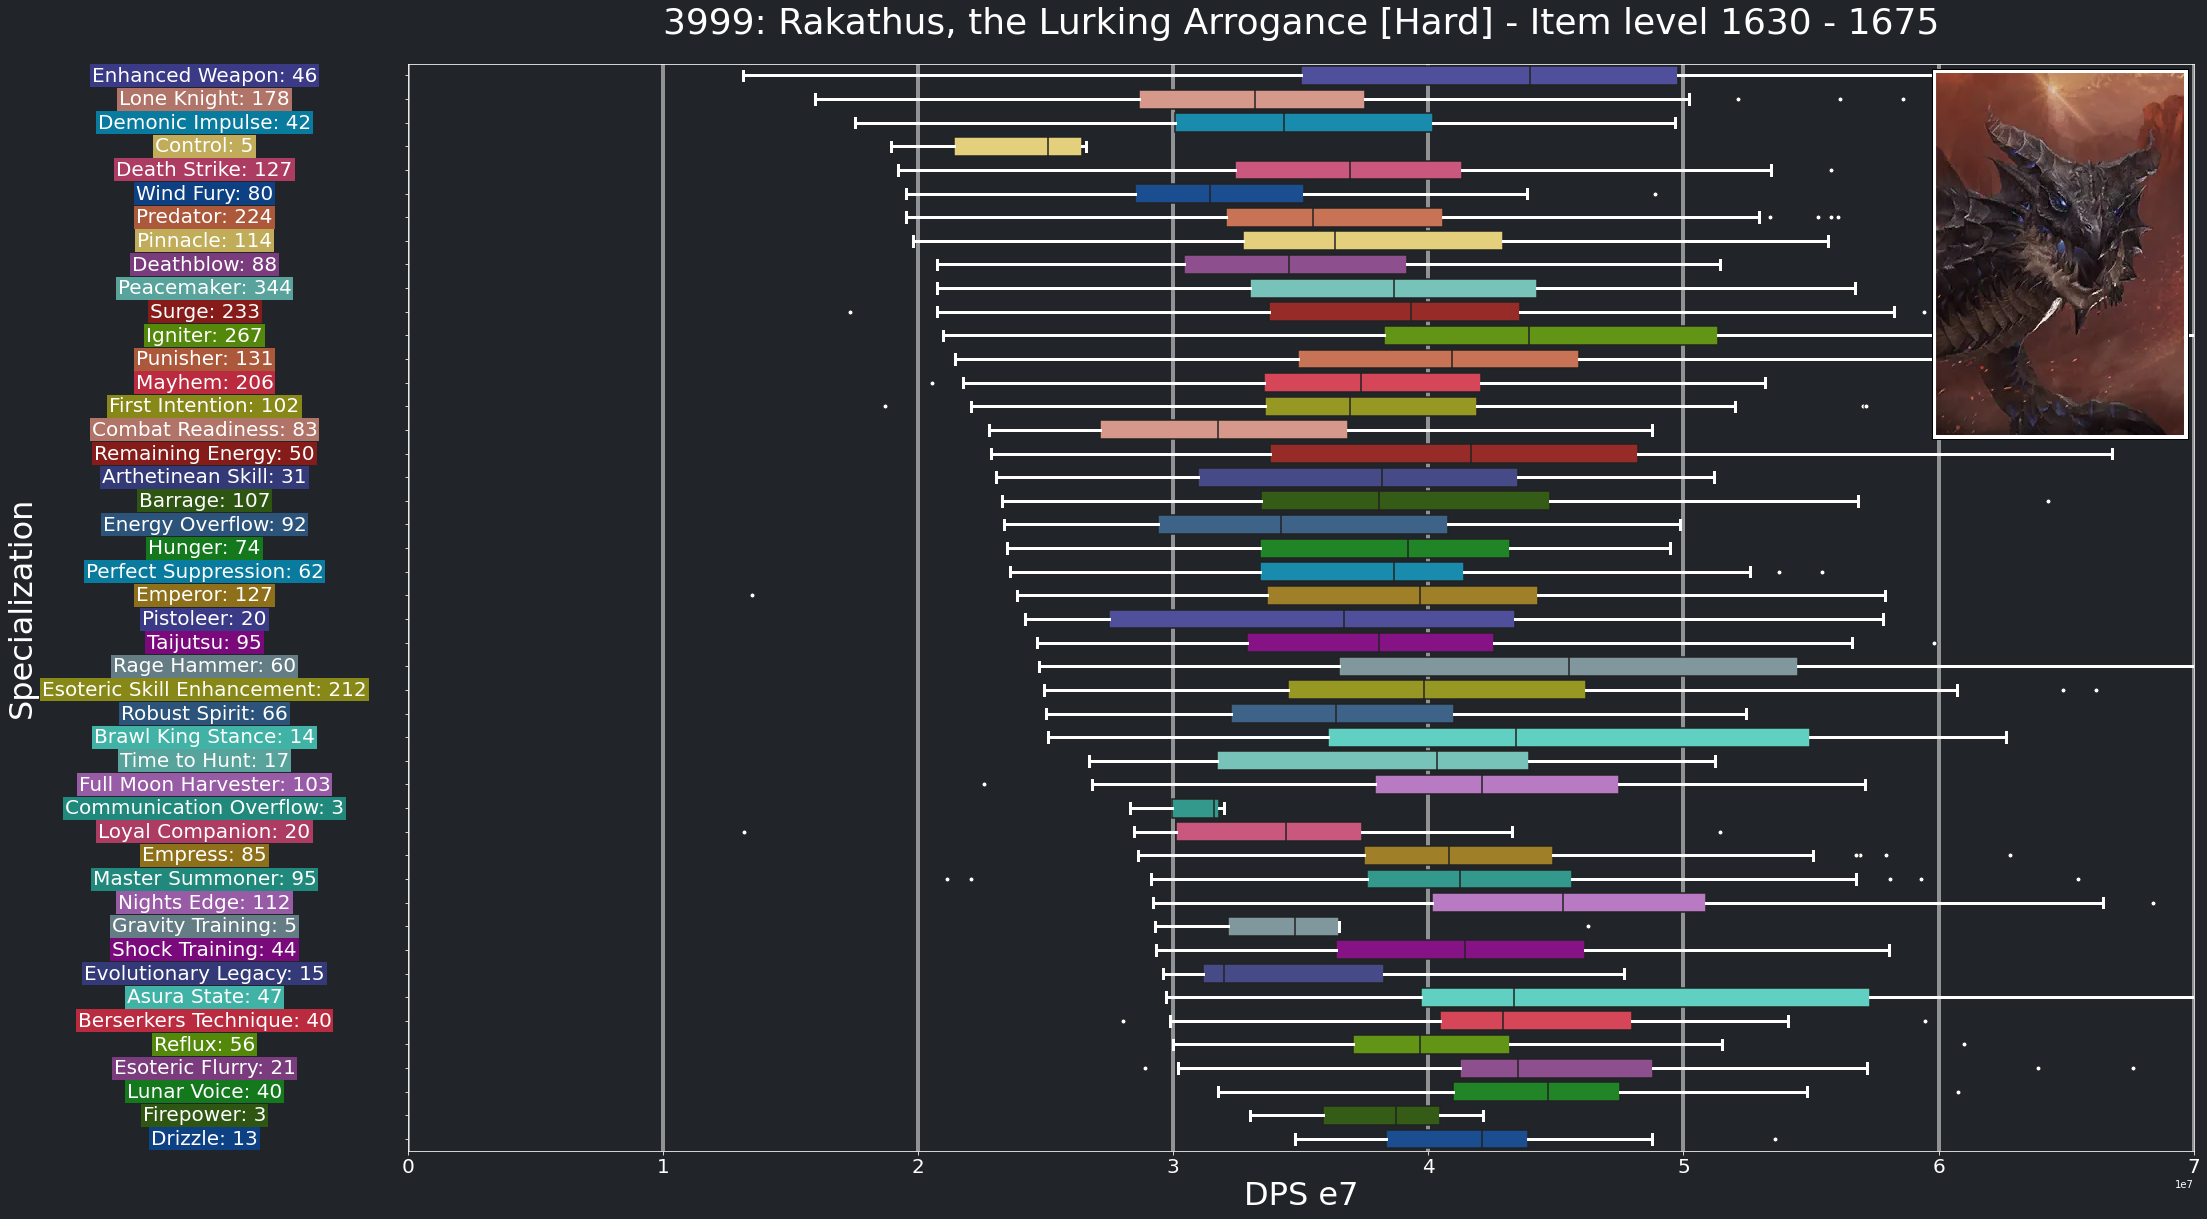 3999: Rakathus, the Lurking Arrogance [Hard] - Item level 1630 - 1675
Specialization
Enhanced Weapon: 46
Lone Knight: 178
Demonic Impulse: 42
Control: 5
Death Strike: 127
Wind Fury: 80
Predator: 224
Pinnacle: 114
Deathblow: 88
Peacemaker: 344
Surge: 233
Igniter: 267
Punisher: 131
Mayhem: 206
First Intention: 102
Combat Readiness: 83
Remaining Energy: 50
Arthetinean Skill: 31
Barrage: 107
Energy Overflow: 92
Hunger: 74
Perfect Suppression: 62
Emperor: 127
Pistoleer: 20
Taijutsu: 95
Rage Hammer: 60
Esoteric Skill Enhancement: 212
Robust Spirit: 66
Brawl King Stance: 14
Time to Hunt: 17
Full Moon Harvester: 103
Communication Overflow: 3
Loyal Companion: 20
Empress: 85
Master Summoner: 95
Nights Edge: 112
Gravity Training: 5
Shock Training: 44
Evolutionary Legacy: 15
Asura State: 47
Berserkers Technique: 40
Reflux: 56
Esoteric Flurry: 21
Lunar Voice: 40
Firepower: 3
Drizzle: 13
0 1 2 3 4 5 6 7
1e7
DPS e7